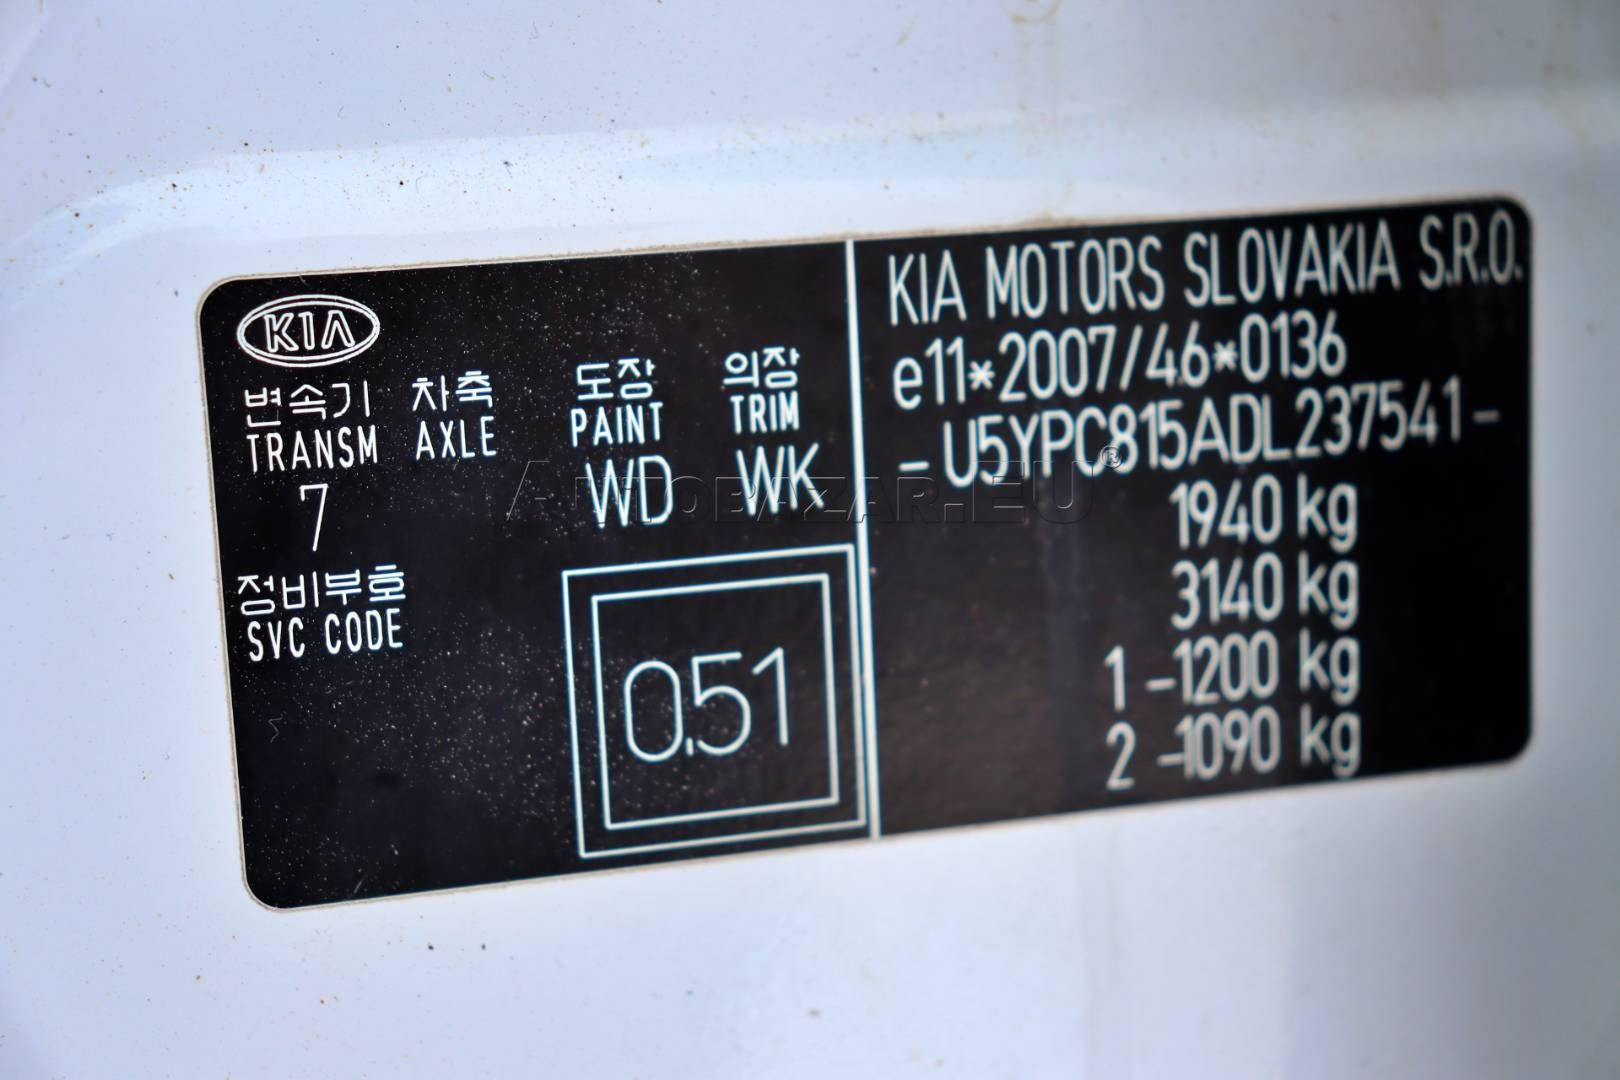 KIA
변속기 차축 도장 의장
TRANSM AXLE PAINT TRIM
7 WD WK
정비부호
SVC CODE
0.51
KIA MOTORS SLOVAKIA S.R.O.
e11*2007/46*0136
-U5YPC815ADL237541-
1940 kg
3140 kg
1 -1200 kg
2 -1090 kg
AUTOBAZAR.EU®